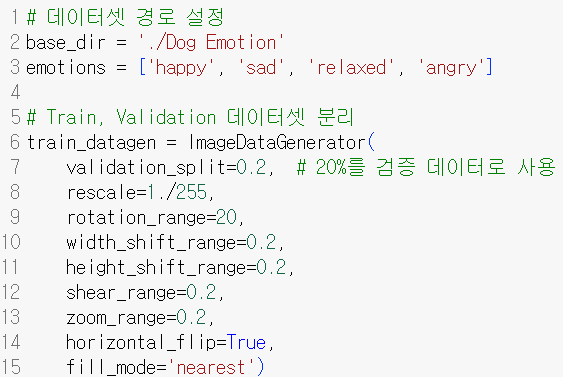 1 # 데이터셋 경로 설정
2 base_dir = './Dog Emotion'
3 emotions = ['happy', 'sad', 'relaxed', 'angry']
4
5 # Train, Validation 데이터셋 분리
6 train_datagen = ImageDataGenerator(
7     validation_split=0.2,  # 20%를 검증 데이터로 사용
8     rescale=1./255,
9     rotation_range=20,
10     width_shift_range=0.2,
11     height_shift_range=0.2,
12     shear_range=0.2,
13     zoom_range=0.2,
14     horizontal_flip=True,
15     fill_mode='nearest')